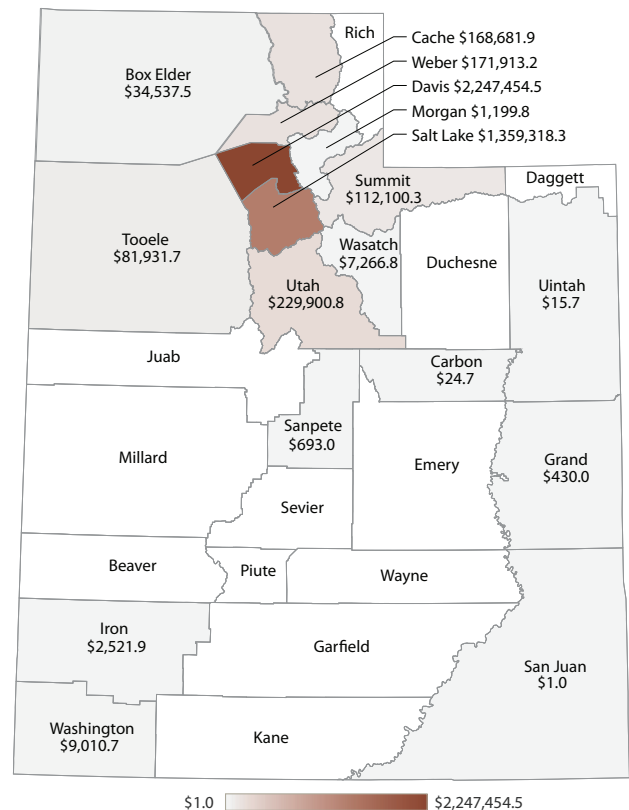 Rich
Cache $168,681.9
Weber $171,913.2
Davis $2,247,454.5
Morgan $1,199.8
Salt Lake $1,359,318.3
Box Elder
$34,537.5
Summit
$112,100.3
Daggett
Tooele
$81,931.7
Wasatch
$7,266.8
Duchesne
Uintah
$15.7
Utah
$229,900.8
Juab
Carbon
$24.7
Sanpete
$693.0
Millard
Emery
Grand
$430.0
Sevier
Beaver
Piute
Wayne
Iron
$2,521.9
Garfield
San Juan
$1.0
Washington
$9,010.7
Kane
$1.0
$2,247,454.5